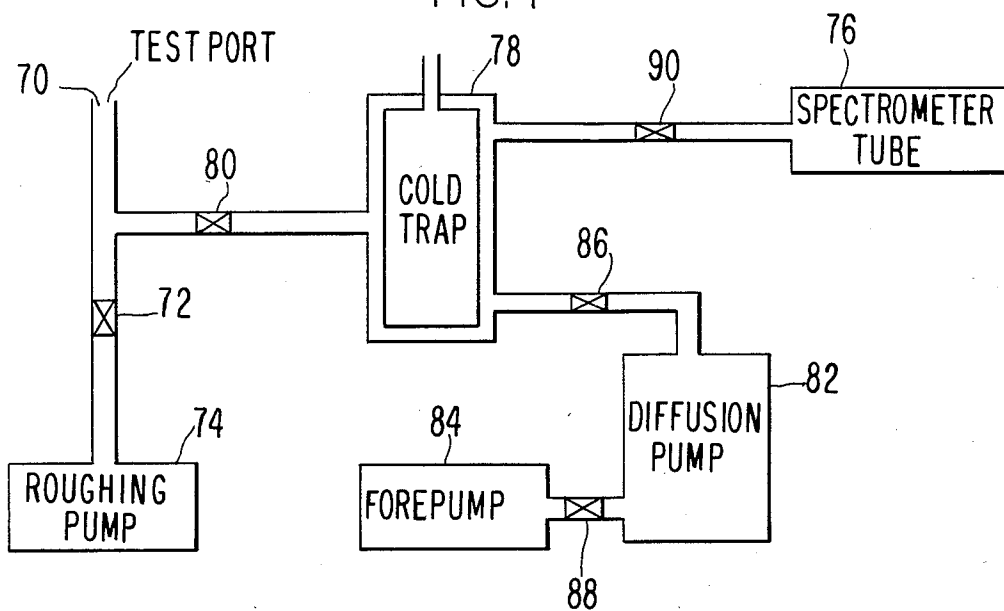 70
TEST PORT
78
76
90
SPECTROMETER
TUBE
80
COLD
TRAP
86
72
82
74
84
DIFFUSION
PUMP
ROUGHING
PUMP
FOREPUMP
88